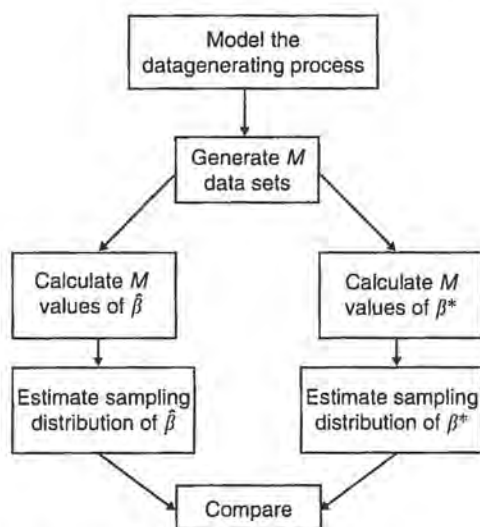 Model the
datagenerating process
Generate M
data sets
Calculate M
values of β̂
Calculate M
values of β*
Estimate sampling
distribution of β̂
Estimate sampling
distribution of β*
Compare